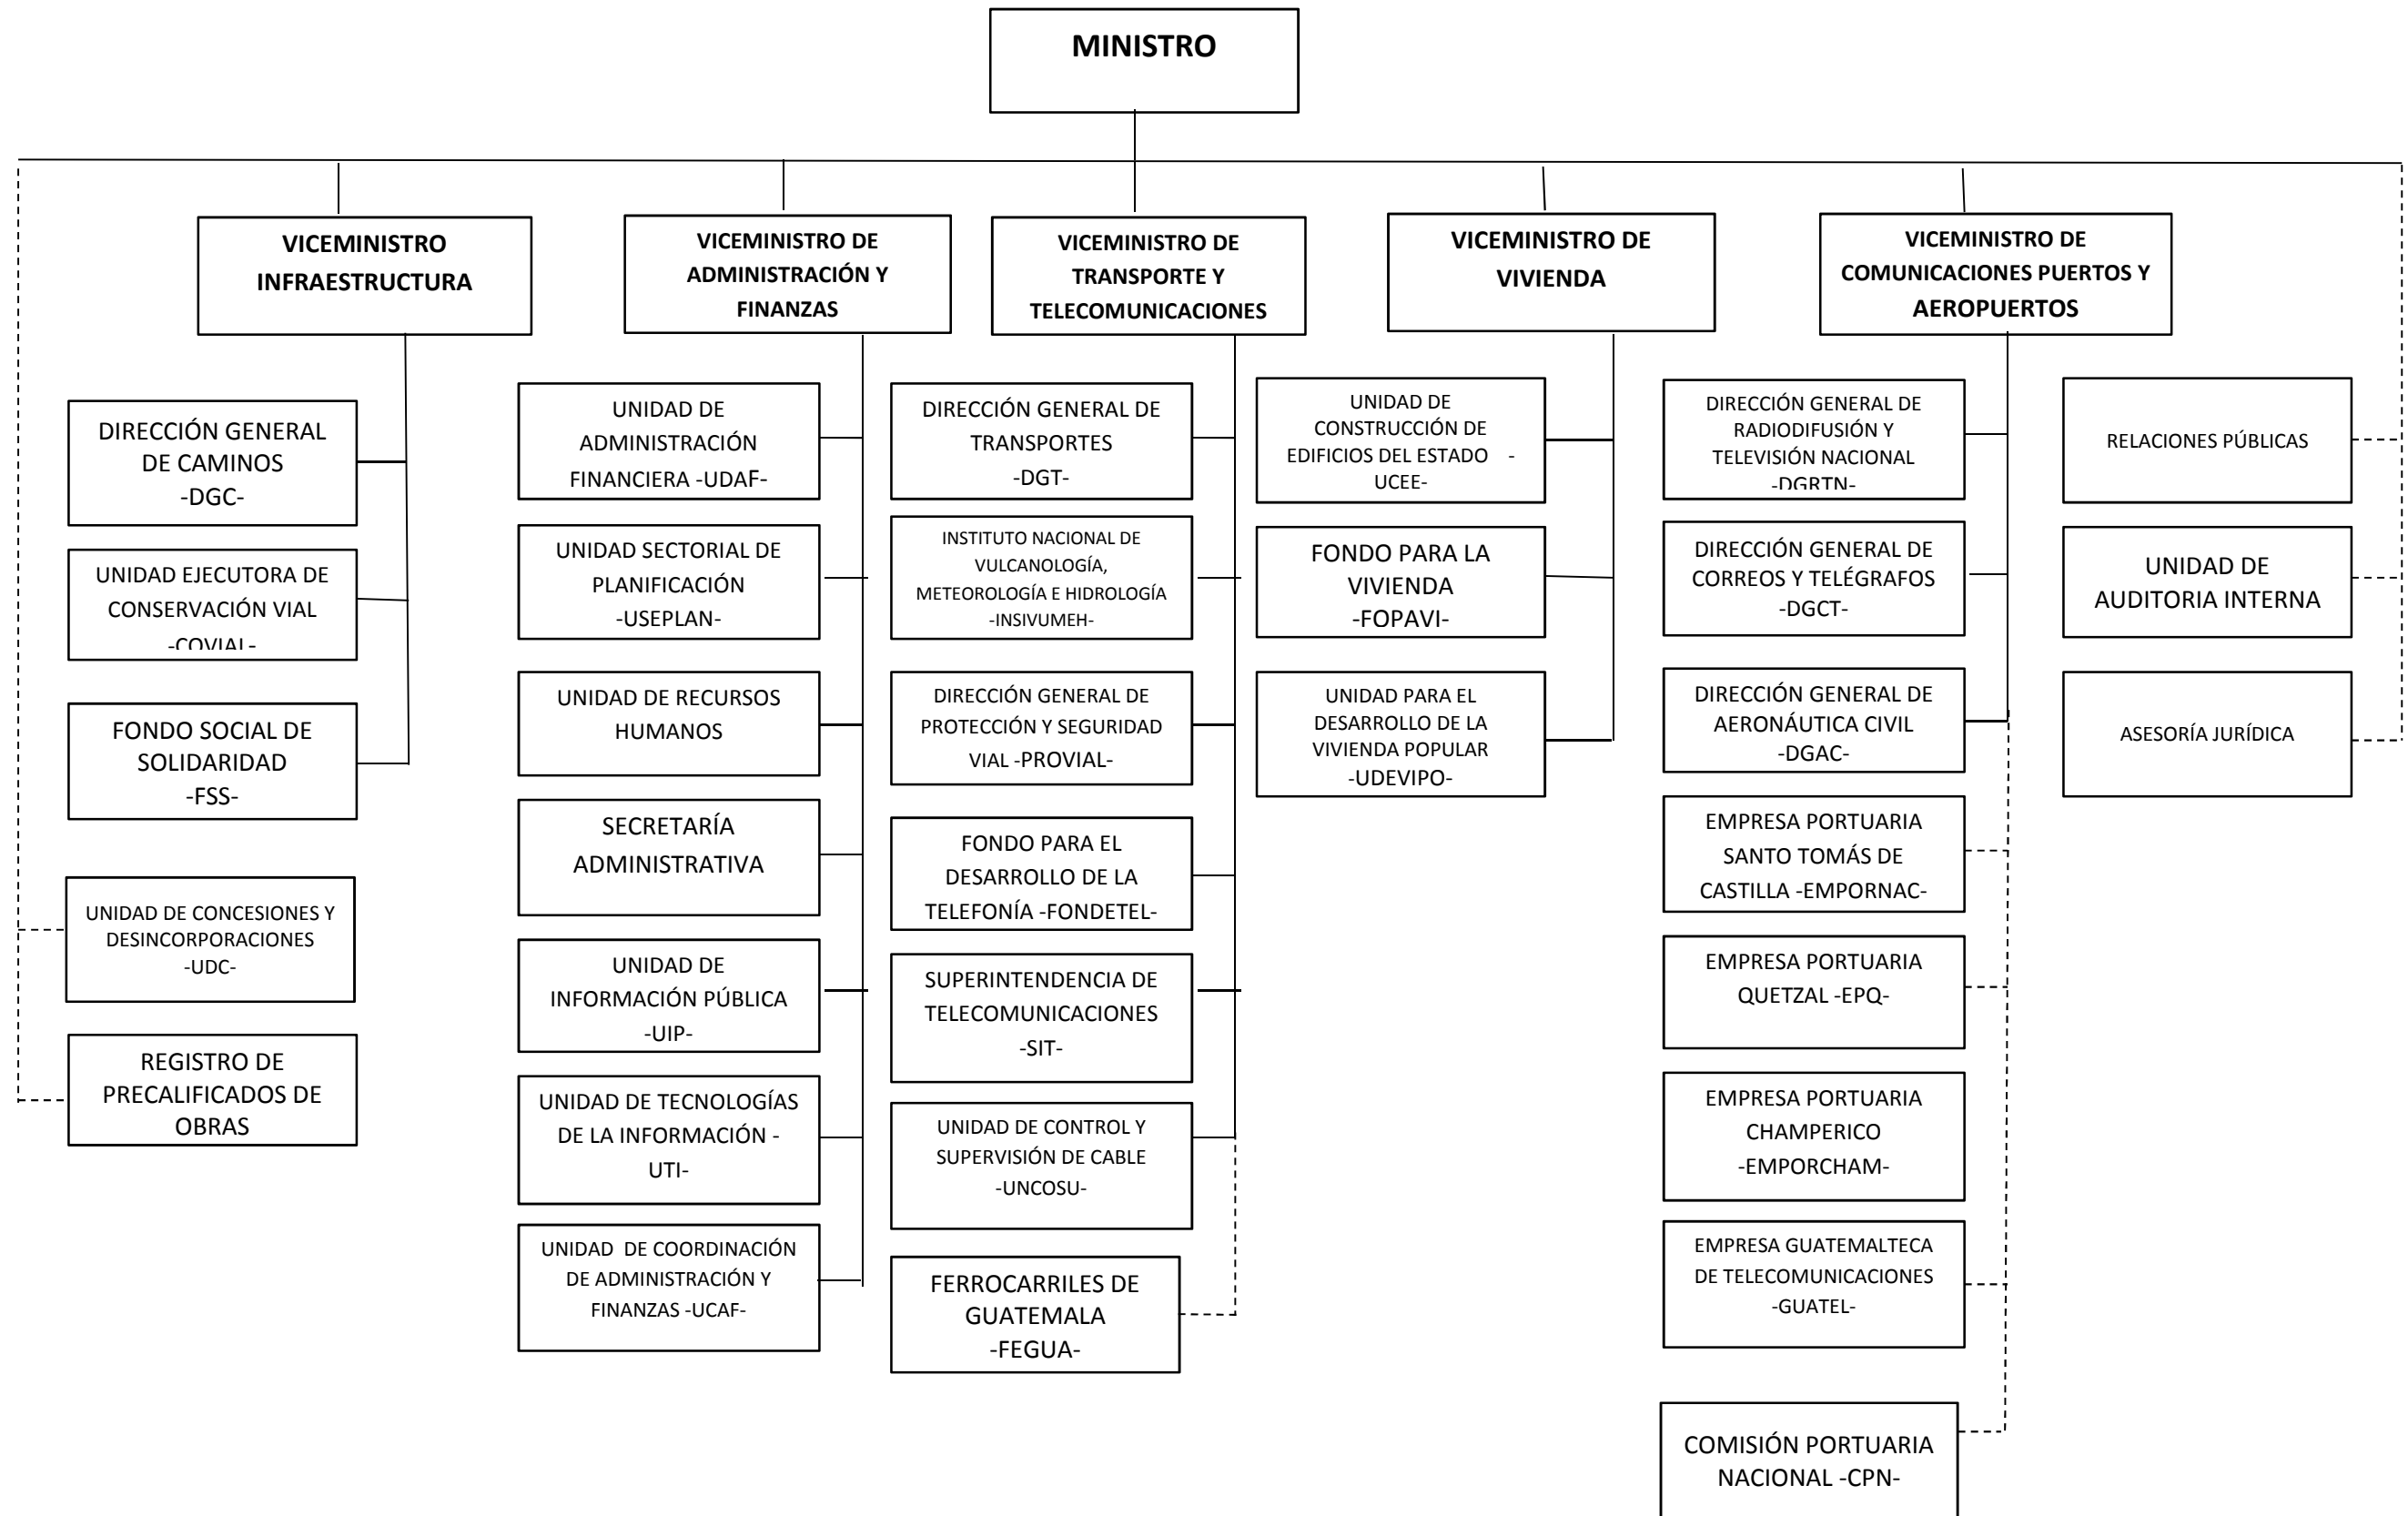 MINISTRO
VICEMINISTRO
INFRAESTRUCTURA
VICEMINISTRO DE
ADMINISTRACIÓN Y
FINANZAS
VICEMINISTRO DE
TRANSPORTE Y
TELECOMUNICACIONES
VICEMINISTRO DE
VIVIENDA
VICEMINISTRO DE
COMUNICACIONES PUERTOS Y
AEROPUERTOS
DIRECCIÓN GENERAL
DE CAMINOS
-DGC-
UNIDAD EJECUTORA DE
CONSERVACIÓN VIAL
-COVIAL-
FONDO SOCIAL DE
SOLIDARIDAD
-FSS-
UNIDAD DE CONCESIONES Y
DESINCORPORACIONES
-UDC-
REGISTRO DE
PRECALIFICADOS DE
OBRAS
UNIDAD DE
ADMINISTRACIÓN
FINANCIERA -UDAF-
UNIDAD SECTORIAL DE
PLANIFICACIÓN
-USEPLAN-
UNIDAD DE RECURSOS
HUMANOS
SECRETARÍA
ADMINISTRATIVA
UNIDAD DE
INFORMACIÓN PÚBLICA
-UIP-
UNIDAD DE TECNOLOGÍAS
DE LA INFORMACIÓN -
UTI-
UNIDAD DE COORDINACIÓN
DE ADMINISTRACIÓN Y
FINANZAS -UCAF-
DIRECCIÓN GENERAL DE
TRANSPORTES
-DGT-
INSTITUTO NACIONAL DE
VULCANOLOGÍA,
METEOROLOGÍA E HIDROLOGÍA
-INSIVUMEH-
DIRECCIÓN GENERAL DE
PROTECCIÓN Y SEGURIDAD
VIAL -PROVIAL-
FONDO PARA EL
DESARROLLO DE LA
TELEFONÍA -FONDETEL-
SUPERINTENDENCIA DE
TELECOMUNICACIONES
-SIT-
UNIDAD DE CONTROL Y
SUPERVISIÓN DE CABLE
-UNCOSU-
FERROCARRILES DE
GUATEMALA
-FEGUA-
UNIDAD DE
CONSTRUCCIÓN DE
EDIFICIOS DEL ESTADO -
UCEE-
FONDO PARA LA
VIVIENDA
-FOPAVI-
UNIDAD PARA EL
DESARROLLO DE LA
VIVIENDA POPULAR
-UDEVIPO-
DIRECCIÓN GENERAL DE
RADIODIFUSIÓN Y
TELEVISIÓN NACIONAL
-DGRTN-
DIRECCIÓN GENERAL DE
CORREOS Y TELÉGRAFOS
-DGCT-
DIRECCIÓN GENERAL DE
AERONÁUTICA CIVIL
-DGAC-
EMPRESA PORTUARIA
SANTO TOMÁS DE
CASTILLA -EMPORNAC-
EMPRESA PORTUARIA
QUETZAL -EPQ-
EMPRESA PORTUARIA
CHAMPERICO
-EMPORCHAM-
EMPRESA GUATEMALTECA
DE TELECOMUNICACIONES
-GUATEL-
COMISIÓN PORTUARIA
NACIONAL -CPN-
RELACIONES PÚBLICAS
UNIDAD DE
AUDITORIA INTERNA
ASESORÍA JURÍDICA